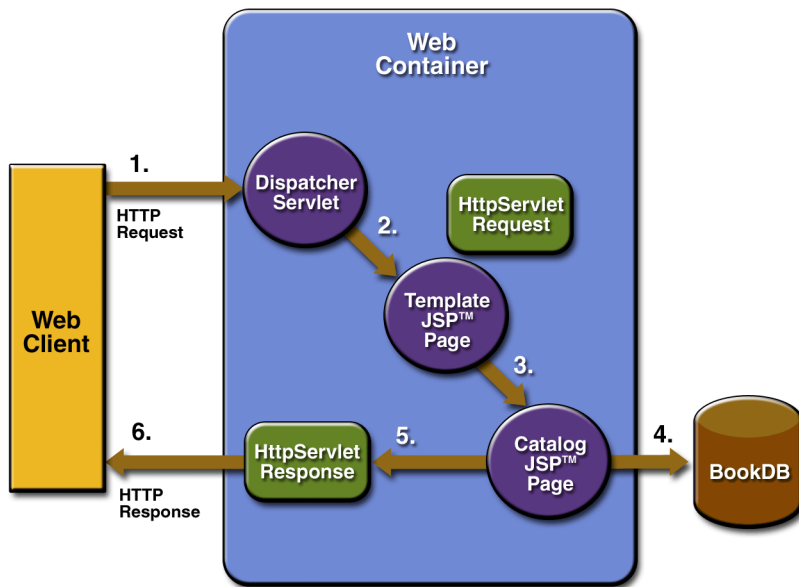 Web
Container
1.
HTTP
Request
Dispatcher
Servlet
2.
HttpServlet
Request
Web
Client
Template
JSP™
Page
3.
6.
HTTP
Response
HttpServlet
Response
5.
Catalog
JSP™
Page
4.
BookDB